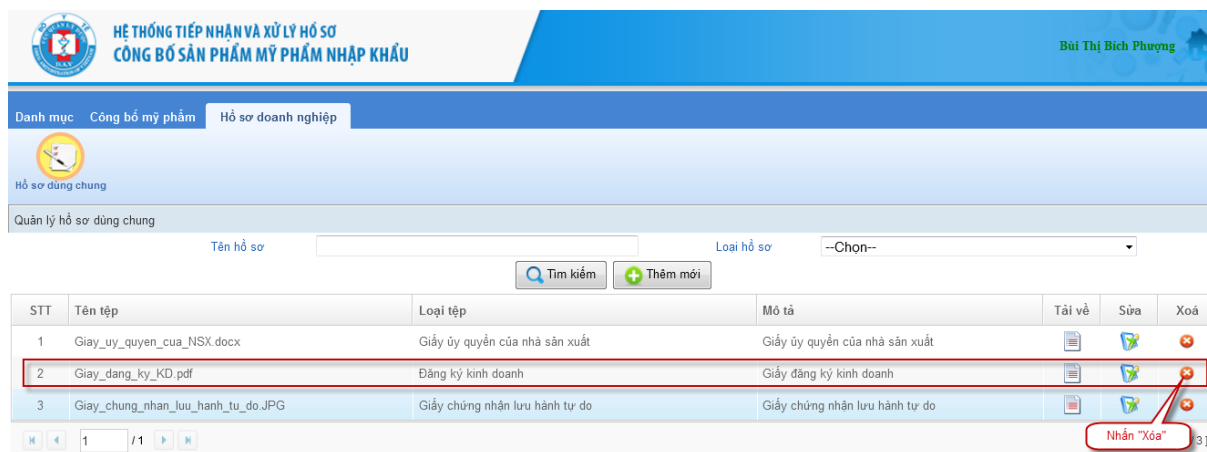 HỆ THỐNG TIẾP NHẬN VÀ XỬ LÝ HỒ SƠ
CÔNG BỐ SẢN PHẨM MỸ PHẨM NHẬP KHẨU
Bùi Thị Bích Phượng
Danh mục Công bố mỹ phẩm Hồ sơ doanh nghiệp
Hồ sơ dùng chung
Quản lý hồ sơ dùng chung
Tên hồ sơ Loại hồ sơ --Chọn--
Tìm kiếm Thêm mới
STT Tên tệp Loại tệp Mô tả Tải về Sửa Xoá
1 Giay_uy_quyen_cua_NSX.docx Giấy ủy quyền của nhà sản xuất Giấy ủy quyền của nhà sản xuất
2 Giay_dang_ky_KD.pdf Đăng ký kinh doanh Giấy đăng ký kinh doanh
3 Giay_chung_nhan_luu_hanh_tu_do.JPG Giấy chứng nhận lưu hành tự do Giấy chứng nhận lưu hành tự do
1 / 1 Nhấn "Xóa" 3 ]